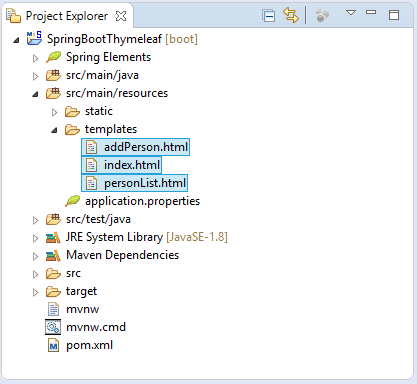 Project Explorer
SpringBootThymeleaf [boot]
Spring Elements
src/main/java
src/main/resources
static
templates
addPerson.html
index.html
personList.html
application.properties
src/test/java
JRE System Library [JavaSE-1.8]
Maven Dependencies
src
target
mvnw
mvnw.cmd
pom.xml